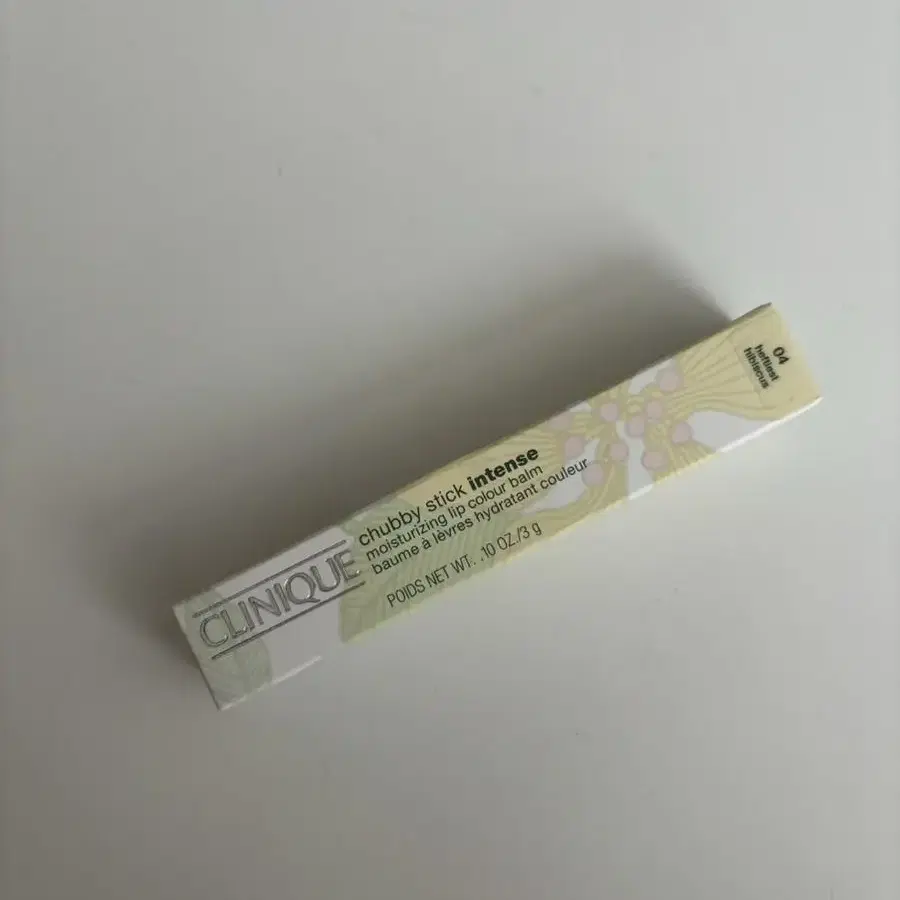 CLINIQUE
chubby stick intense
moisturizing lip colour balm
baume à lèvres hydratant couleur
POIDS NET WT. .10 OZ./3 g
04
heftiest
hibiscus